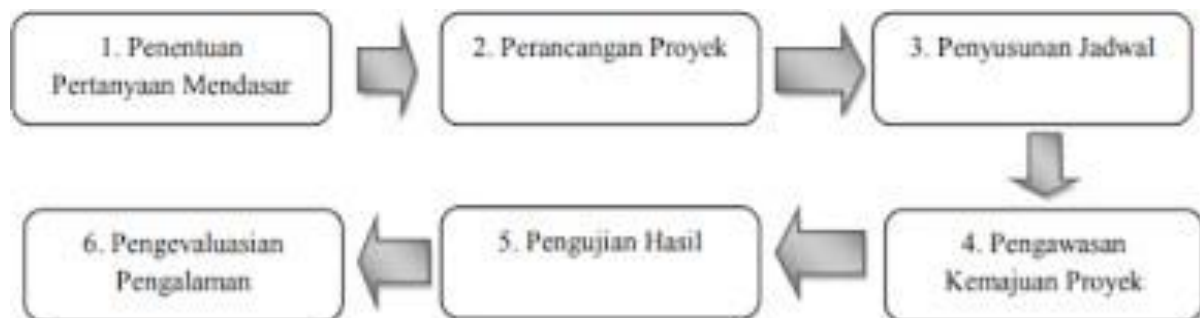 1. Penentuan
Pertanyaan Mendasar
2. Perancangan Proyek
3. Penyusunan Jadwal
4. Pengawasan
Kemajuan Proyek
5. Pengujian Hasil
6. Pengevaluasian
Pengalaman